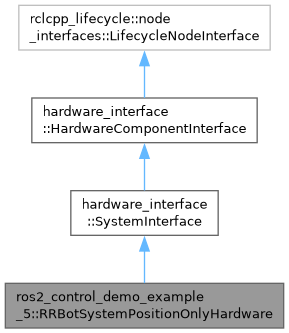 rclcpp_lifecycle::node
_interfaces::LifecycleNodeInterface
hardware_interface
::HardwareComponentInterface
hardware_interface
::SystemInterface
ros2_control_demo_example
_5::RRBotSystemPositionOnlyHardware